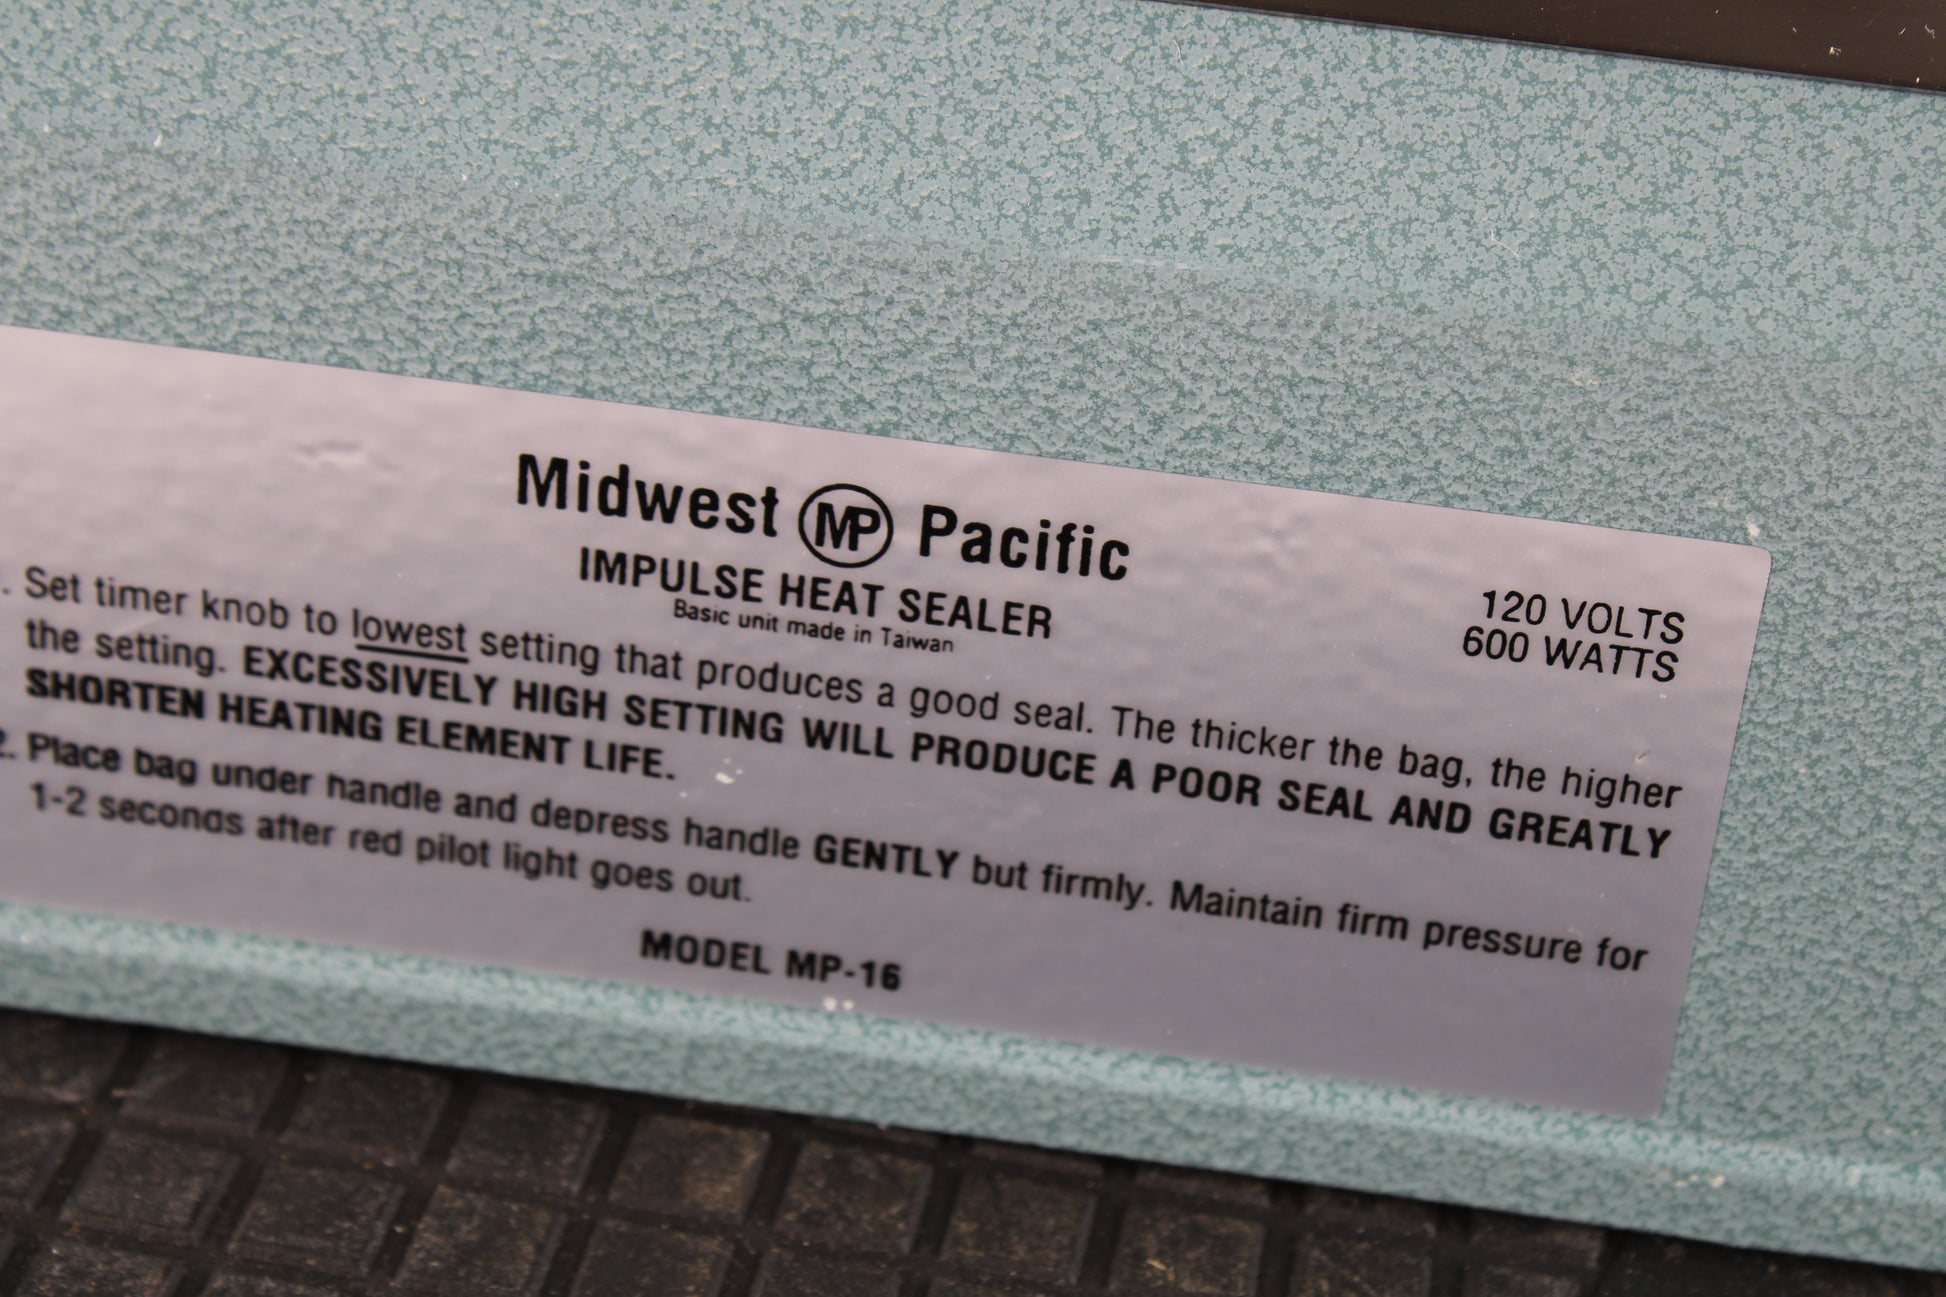 Midwest MP Pacific
IMPULSE HEAT SEALER
Basic unit made in Taiwan
120 VOLTS
600 WATTS
. Set timer knob to lowest setting that produces a good seal. The thicker the bag, the higher
the setting. EXCESSIVELY HIGH SETTING WILL PRODUCE A POOR SEAL AND GREATLY
SHORTEN HEATING ELEMENT LIFE.
2. Place bag under handle and depress handle GENTLY but firmly. Maintain firm pressure for
1-2 seconds after red pilot light goes out.
MODEL MP-16